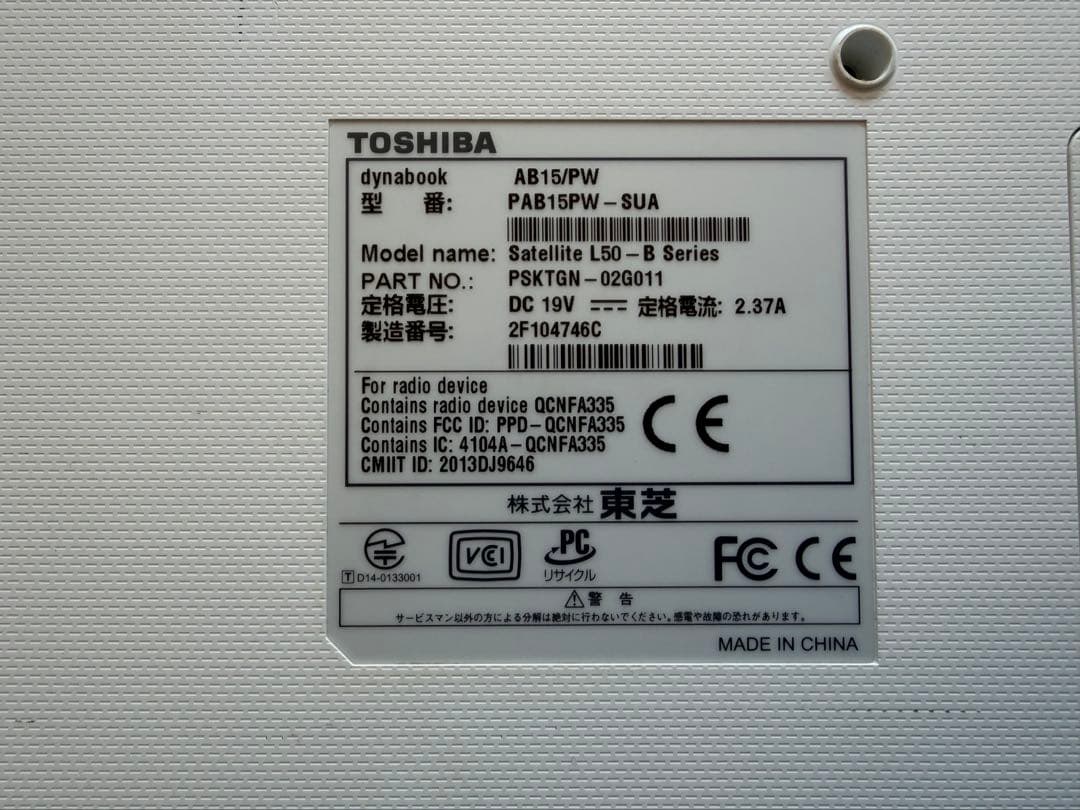 TOSHIBA
dynabook AB15/PW
型 番: PAB15PW-SUA
Model name: Satellite L50-B Series
PART NO.: PSKTGN-02G011
定格電圧: DC 19V 定格電流: 2.37A
製造番号: 2F104746C
For radio device
Contains radio device QCNFA335
Contains FCC ID: PPD-QCNFA335
Contains IC: 4104A-QCNFA335
CMIIT ID: 2013DJ9646
CE
株式会社 東芝
VCI PC FC CE
T D14-0133001 リサイクル
⚠警 告
サービスマン以外の方による分解は絶対に行わないでください。感電や故障の恐れがあります。
MADE IN CHINA